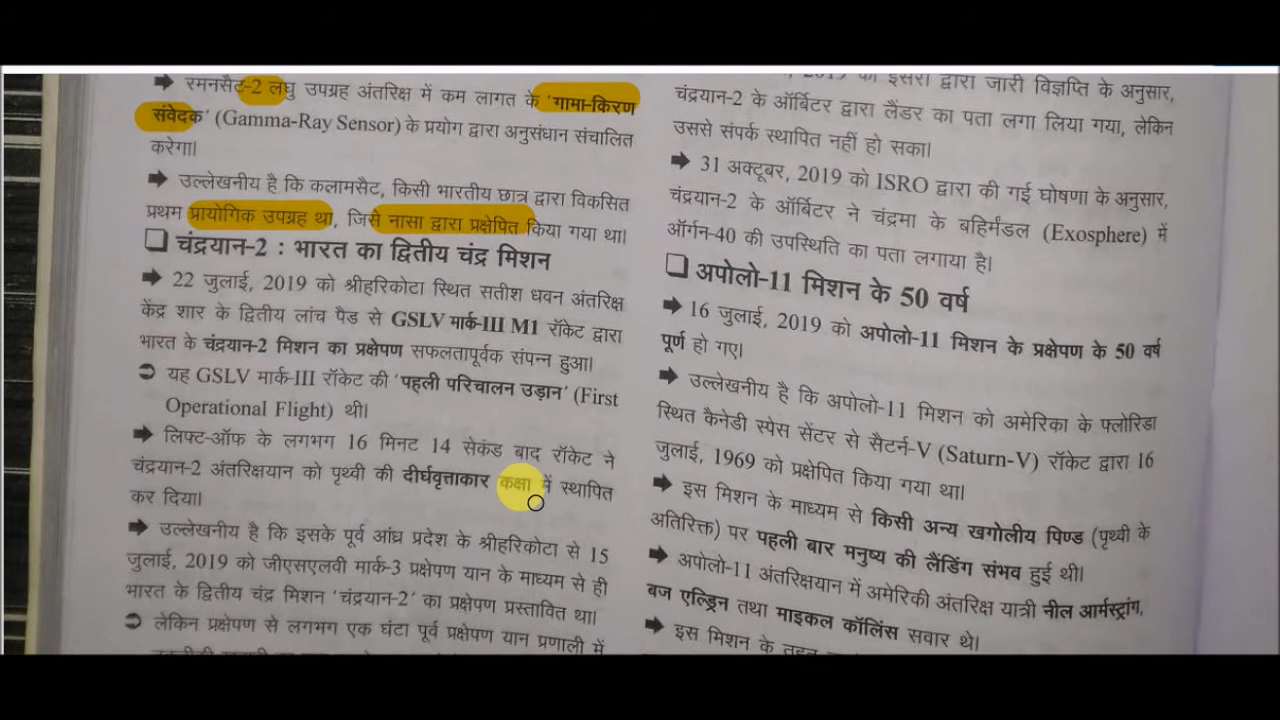 ➡ रमनसैट-2 लघु उपग्रह अंतरिक्ष में कम लागत के 'गामा-किरण
संवेदक' (Gamma-Ray Sensor) के प्रयोग द्वारा अनुसंधान संचालित
करेगा।
➡ उल्लेखनीय है कि कलामसैट, किसी भारतीय छात्र द्वारा विकसित
प्रथम प्रायोगिक उपग्रह था, जिसे नासा द्वारा प्रक्षेपित किया गया था।
❑ चंद्रयान-2 : भारत का द्वितीय चंद्र मिशन
➡ 22 जुलाई, 2019 को श्रीहरिकोटा स्थित सतीश धवन अंतरिक्ष
केंद्र शार के द्वितीय लांच पैड से GSLV मार्क-III M1 रॉकेट द्वारा
भारत के चंद्रयान-2 मिशन का प्रक्षेपण सफलतापूर्वक संपन्न हुआ।
➲ यह GSLV मार्क-III रॉकेट की 'पहली परिचालन उड़ान' (First
Operational Flight) थी।
➡ लिफ्ट-ऑफ के लगभग 16 मिनट 14 सेकंड बाद रॉकेट ने
चंद्रयान-2 अंतरिक्षयान को पृथ्वी की दीर्घवृत्ताकार कक्षा में स्थापित
कर दिया।
➡ उल्लेखनीय है कि इसके पूर्व आंध्र प्रदेश के श्रीहरिकोटा से 15
जुलाई, 2019 को जीएसएलवी मार्क-3 प्रक्षेपण यान के माध्यम से ही
भारत के द्वितीय चंद्र मिशन 'चंद्रयान-2' का प्रक्षेपण प्रस्तावित था।
➲ लेकिन प्रक्षेपण से लगभग एक घंटा पूर्व प्रक्षेपण यान प्रणाली में
2019 को इसरो द्वारा जारी विज्ञप्ति के अनुसार,
चंद्रयान-2 के ऑर्बिटर द्वारा लैंडर का पता लगा लिया गया, लेकिन
उससे संपर्क स्थापित नहीं हो सका।
➡ 31 अक्टूबर, 2019 को ISRO द्वारा की गई घोषणा के अनुसार,
चंद्रयान-2 के ऑर्बिटर ने चंद्रमा के बहिर्मंडल (Exosphere) में
ऑर्गन-40 की उपस्थिति का पता लगाया है।
❑ अपोलो-11 मिशन के 50 वर्ष
➡ 16 जुलाई, 2019 को अपोलो-11 मिशन के प्रक्षेपण के 50 वर्ष
पूर्ण हो गए।
➡ उल्लेखनीय है कि अपोलो-11 मिशन को अमेरिका के फ्लोरिडा
स्थित कैनेडी स्पेस सेंटर से सैटर्न-V (Saturn-V) रॉकेट द्वारा 16
जुलाई, 1969 को प्रक्षेपित किया गया था।
➡ इस मिशन के माध्यम से किसी अन्य खगोलीय पिण्ड (पृथ्वी के
अतिरिक्त) पर पहली बार मनुष्य की लैंडिंग संभव हुई थी।
➡ अपोलो-11 अंतरिक्षयान में अमेरिकी अंतरिक्ष यात्री नील आर्मस्ट्रांग,
बज एल्ड्रिन तथा माइकल कॉलिंस सवार थे।
➡ इस मिशन के तहत